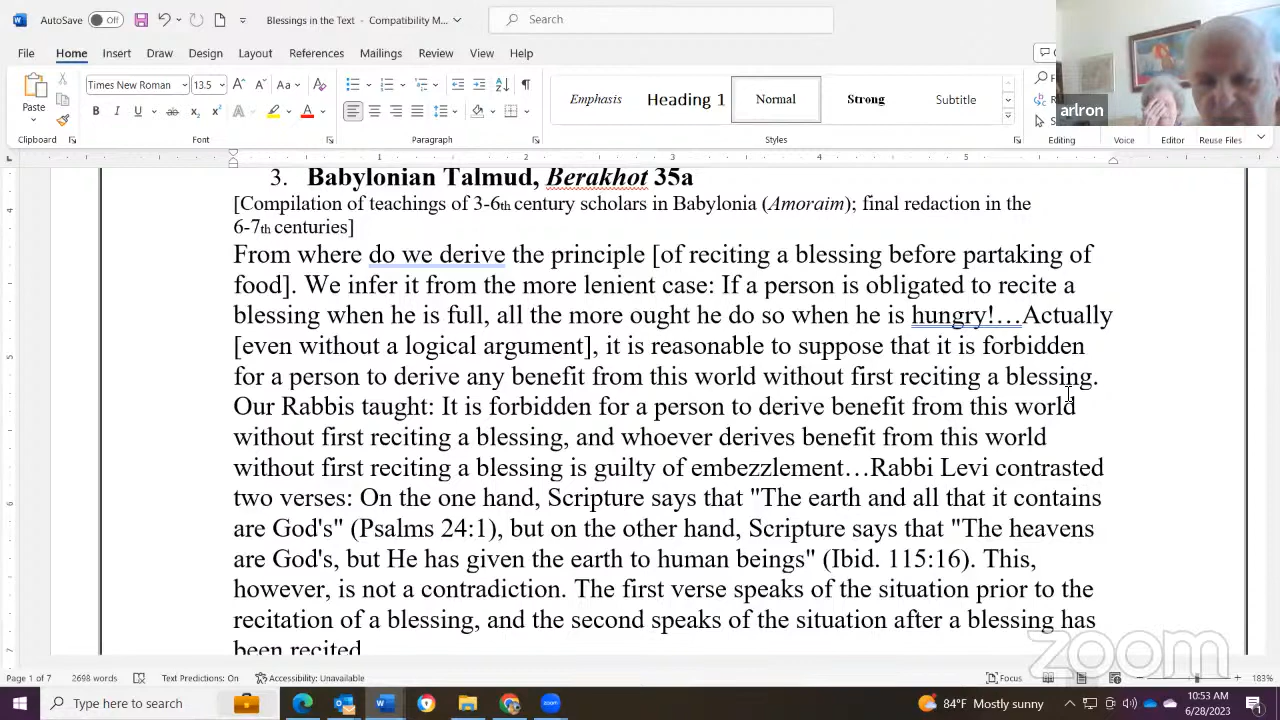 AutoSave Off Blessings in the Text - Compatibility M... Search
File Home Insert Draw Design Layout References Mailings Review View Help
Times New Roman 13.5 Aa
Paste B I U ab x A A Emphasis Heading 1 Normal Strong Subtitle
Clipboard Font Paragraph Styles Editing Voice Editor Reuse Files
arlron
1 2 3 4 5
3. Babylonian Talmud, Berakhot 35a
[Compilation of teachings of 3-6th century scholars in Babylonia (Amoraim); final redaction in the
6-7th centuries]
From where do we derive the principle [of reciting a blessing before partaking of
food]. We infer it from the more lenient case: If a person is obligated to recite a
blessing when he is full, all the more ought he do so when he is hungry!…Actually
[even without a logical argument], it is reasonable to suppose that it is forbidden
for a person to derive any benefit from this world without first reciting a blessing.
Our Rabbis taught: It is forbidden for a person to derive benefit from this world
without first reciting a blessing, and whoever derives benefit from this world
without first reciting a blessing is guilty of embezzlement…Rabbi Levi contrasted
two verses: On the one hand, Scripture says that "The earth and all that it contains
are God's" (Psalms 24:1), but on the other hand, Scripture says that "The heavens
are God's, but He has given the earth to human beings" (Ibid. 115:16). This,
however, is not a contradiction. The first verse speaks of the situation prior to the
recitation of a blessing, and the second speaks of the situation after a blessing has
been recited
zoom
Page 1 of 7 2698 words Text Predictions: On Accessibility: Unavailable Focus 183%
Type here to search 84°F Mostly sunny 10:53 AM
6/28/2023